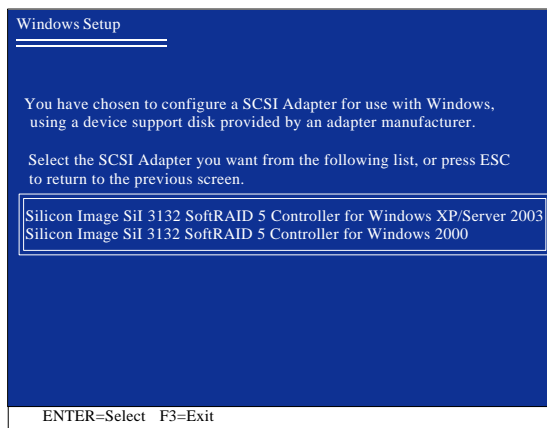 Windows Setup
You have chosen to configure a SCSI Adapter for use with Windows,
using a device support disk provided by an adapter manufacturer.
Select the SCSI Adapter you want from the following list, or press ESC
to return to the previous screen.
Silicon Image SiI 3132 SoftRAID 5 Controller for Windows XP/Server 2003
Silicon Image SiI 3132 SoftRAID 5 Controller for Windows 2000
ENTER=Select F3=Exit